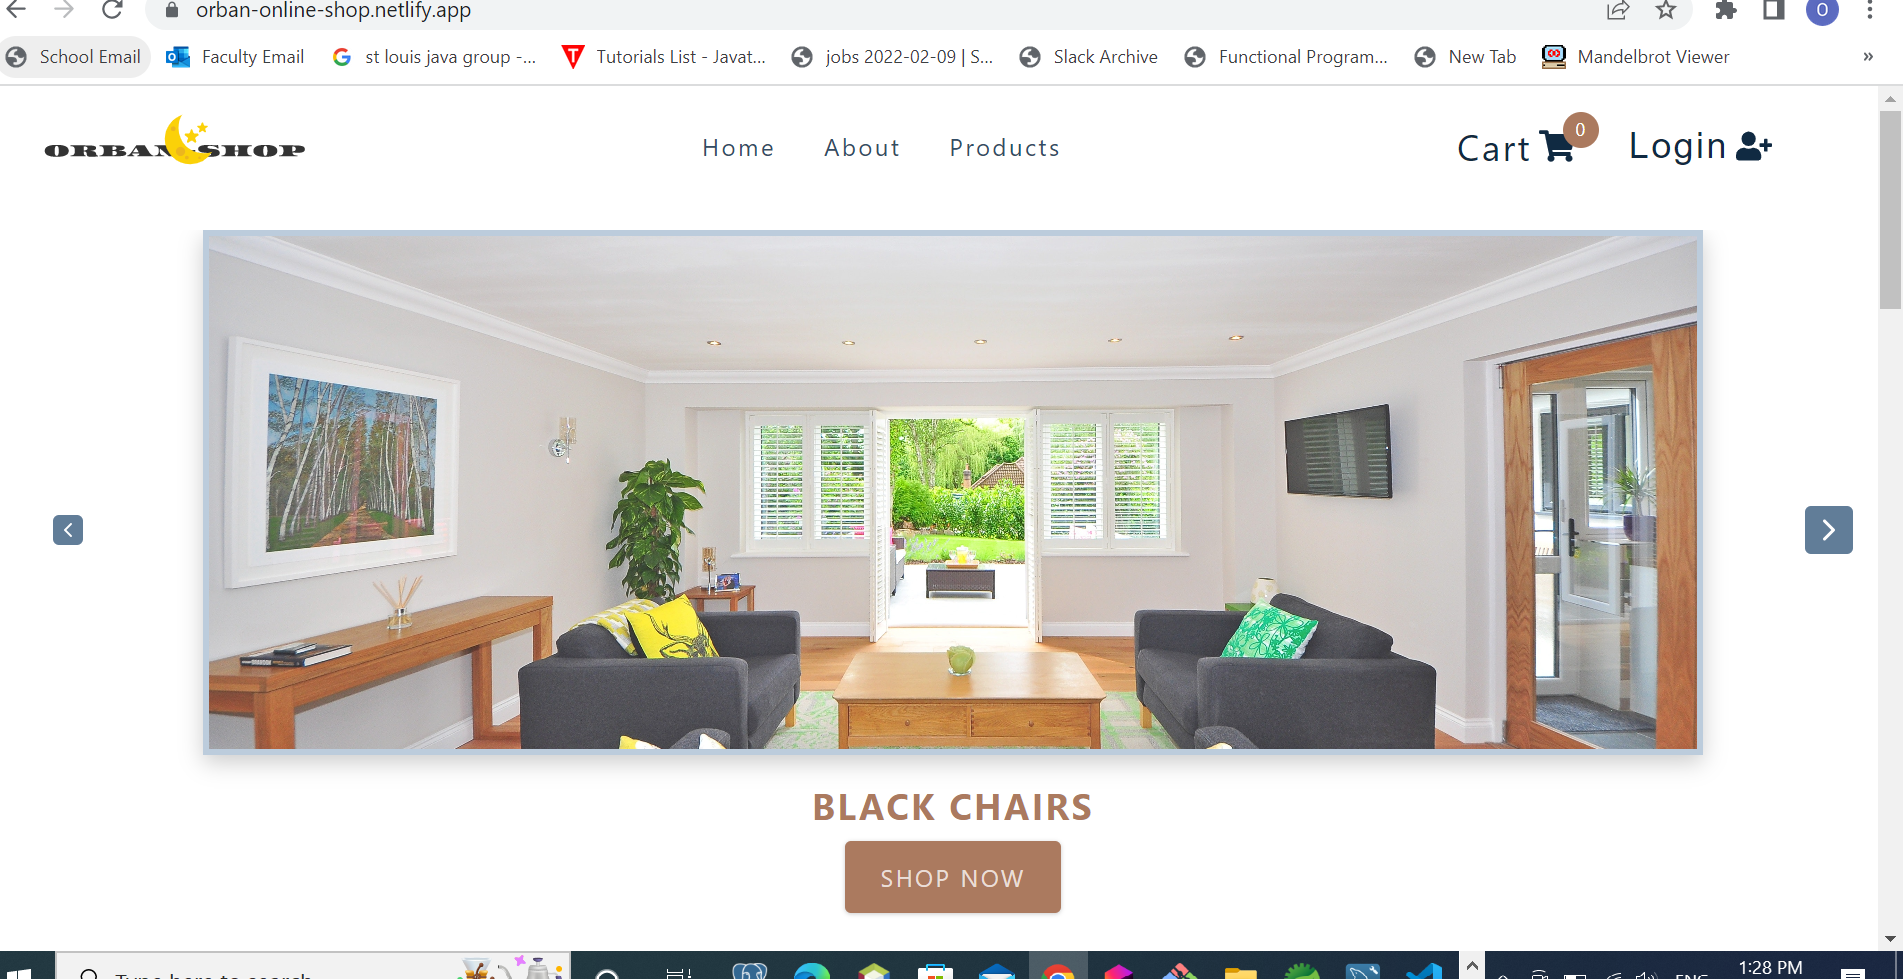 orban-online-shop.netlify.app
O
School Email Faculty Email st louis java group -... Tutorials List - Javat... jobs 2022-02-09 | S... Slack Archive Functional Program... New Tab Mandelbrot Viewer »
ORBAN SHOP
Home About Products
Cart 0 Login
BLACK CHAIRS
SHOP NOW
Type here to search
ENG
1:28 PM